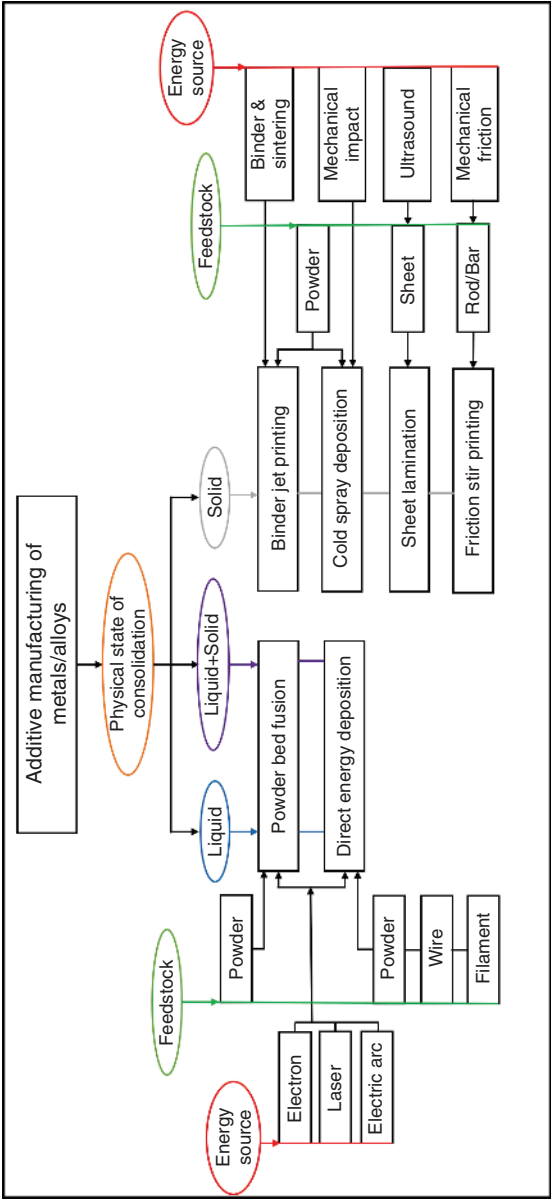 Additive manufacturing of
metals/alloys
Physical state of
consolidation
Liquid
Liquid+Solid
Solid
Feedstock
Energy
source
Powder
Electron
Laser
Electric arc
Powder
Wire
Filament
Powder bed fusion
Direct energy deposition
Binder jet printing
Cold spray deposition
Sheet lamination
Friction stir printing
Feedstock
Powder
Sheet
Rod/Bar
Energy
source
Binder &
sintering
Mechanical
impact
Ultrasound
Mechanical
friction